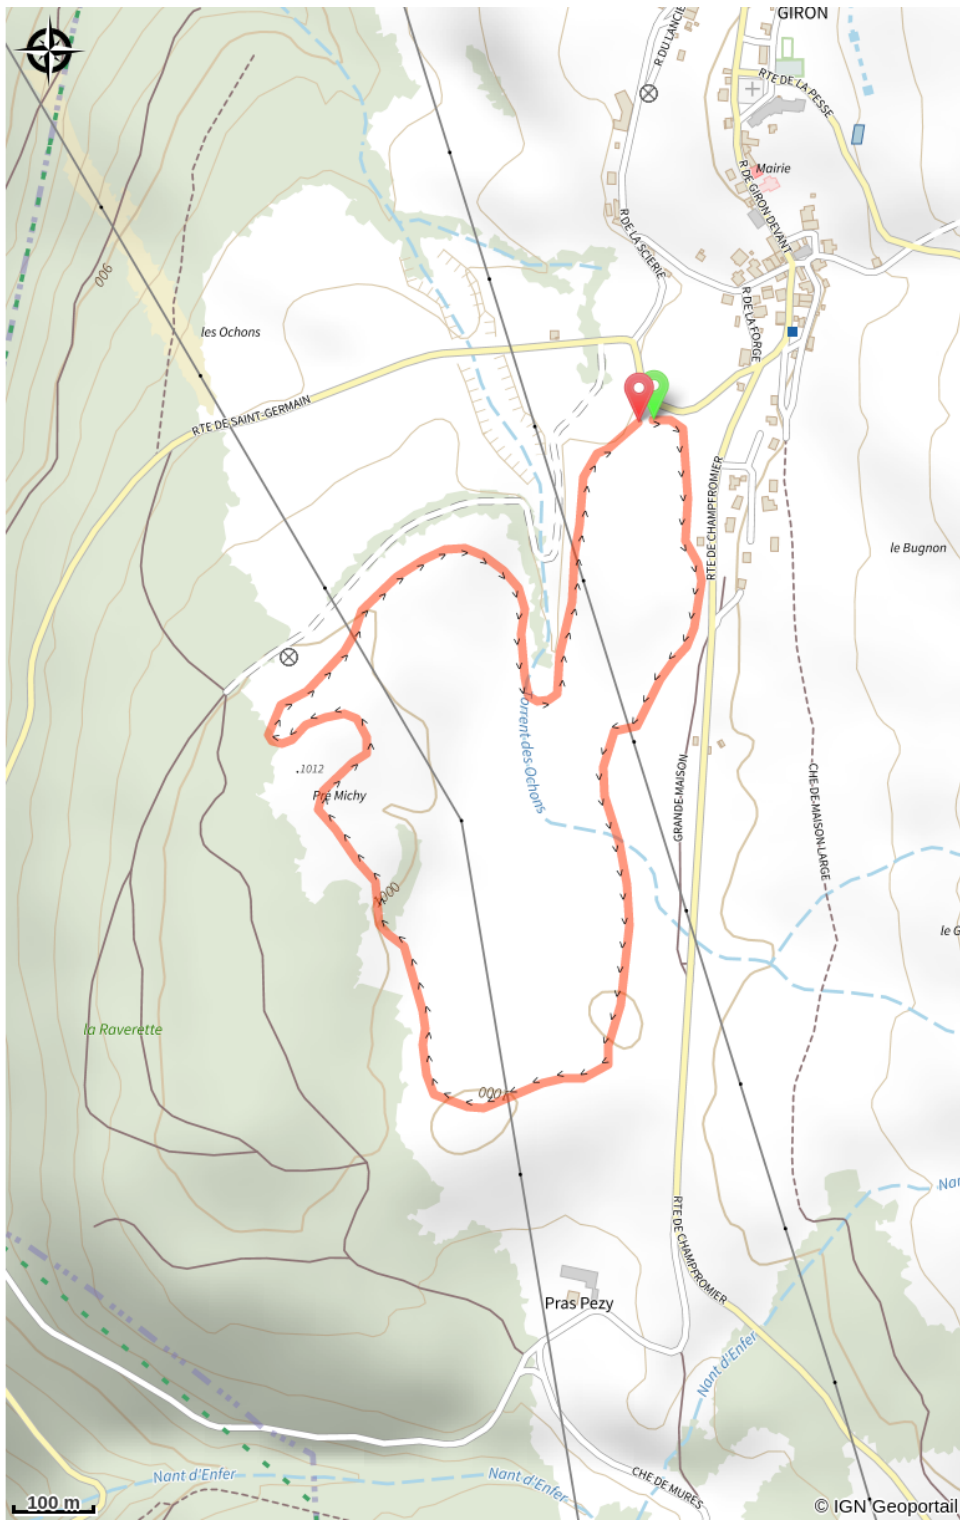 GIRON
R DU LANCIE
RTE DE LA PESSE
Mairie
R DE GIRON DEVANT
R DE LA SCIERIE
900
les Ochons
R DE LA FORGE
RTE DE SAINT-GERMAIN
RTE DE CHAMPFROMIER
le Bugnon
Torrent des Ochons
.1012
Pré Michy
GRANDE MAISON
CHE DE MAISON LARGE
1000
le G
la Raverette
1000
Nan
RTE DE CHAMPFROMIER
Pras Pezy
Nant d'Enfer
Nant d'Enfer
Nant d'Enfer
CHE DE MURES
100 m
© IGN Geoportail